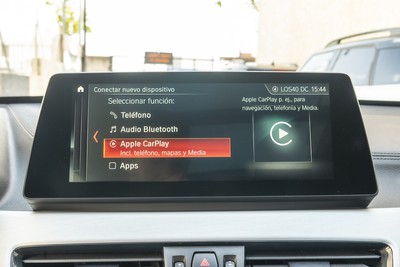 Conectar nuevo dispositivo
LOS40 DC 15:44
Seleccionar función:
Teléfono
Audio Bluetooth
Apple CarPlay
Incl. teléfono, mapas y Media
Apps
Apple CarPlay p. ej., para
navegación, telefonía y Media.